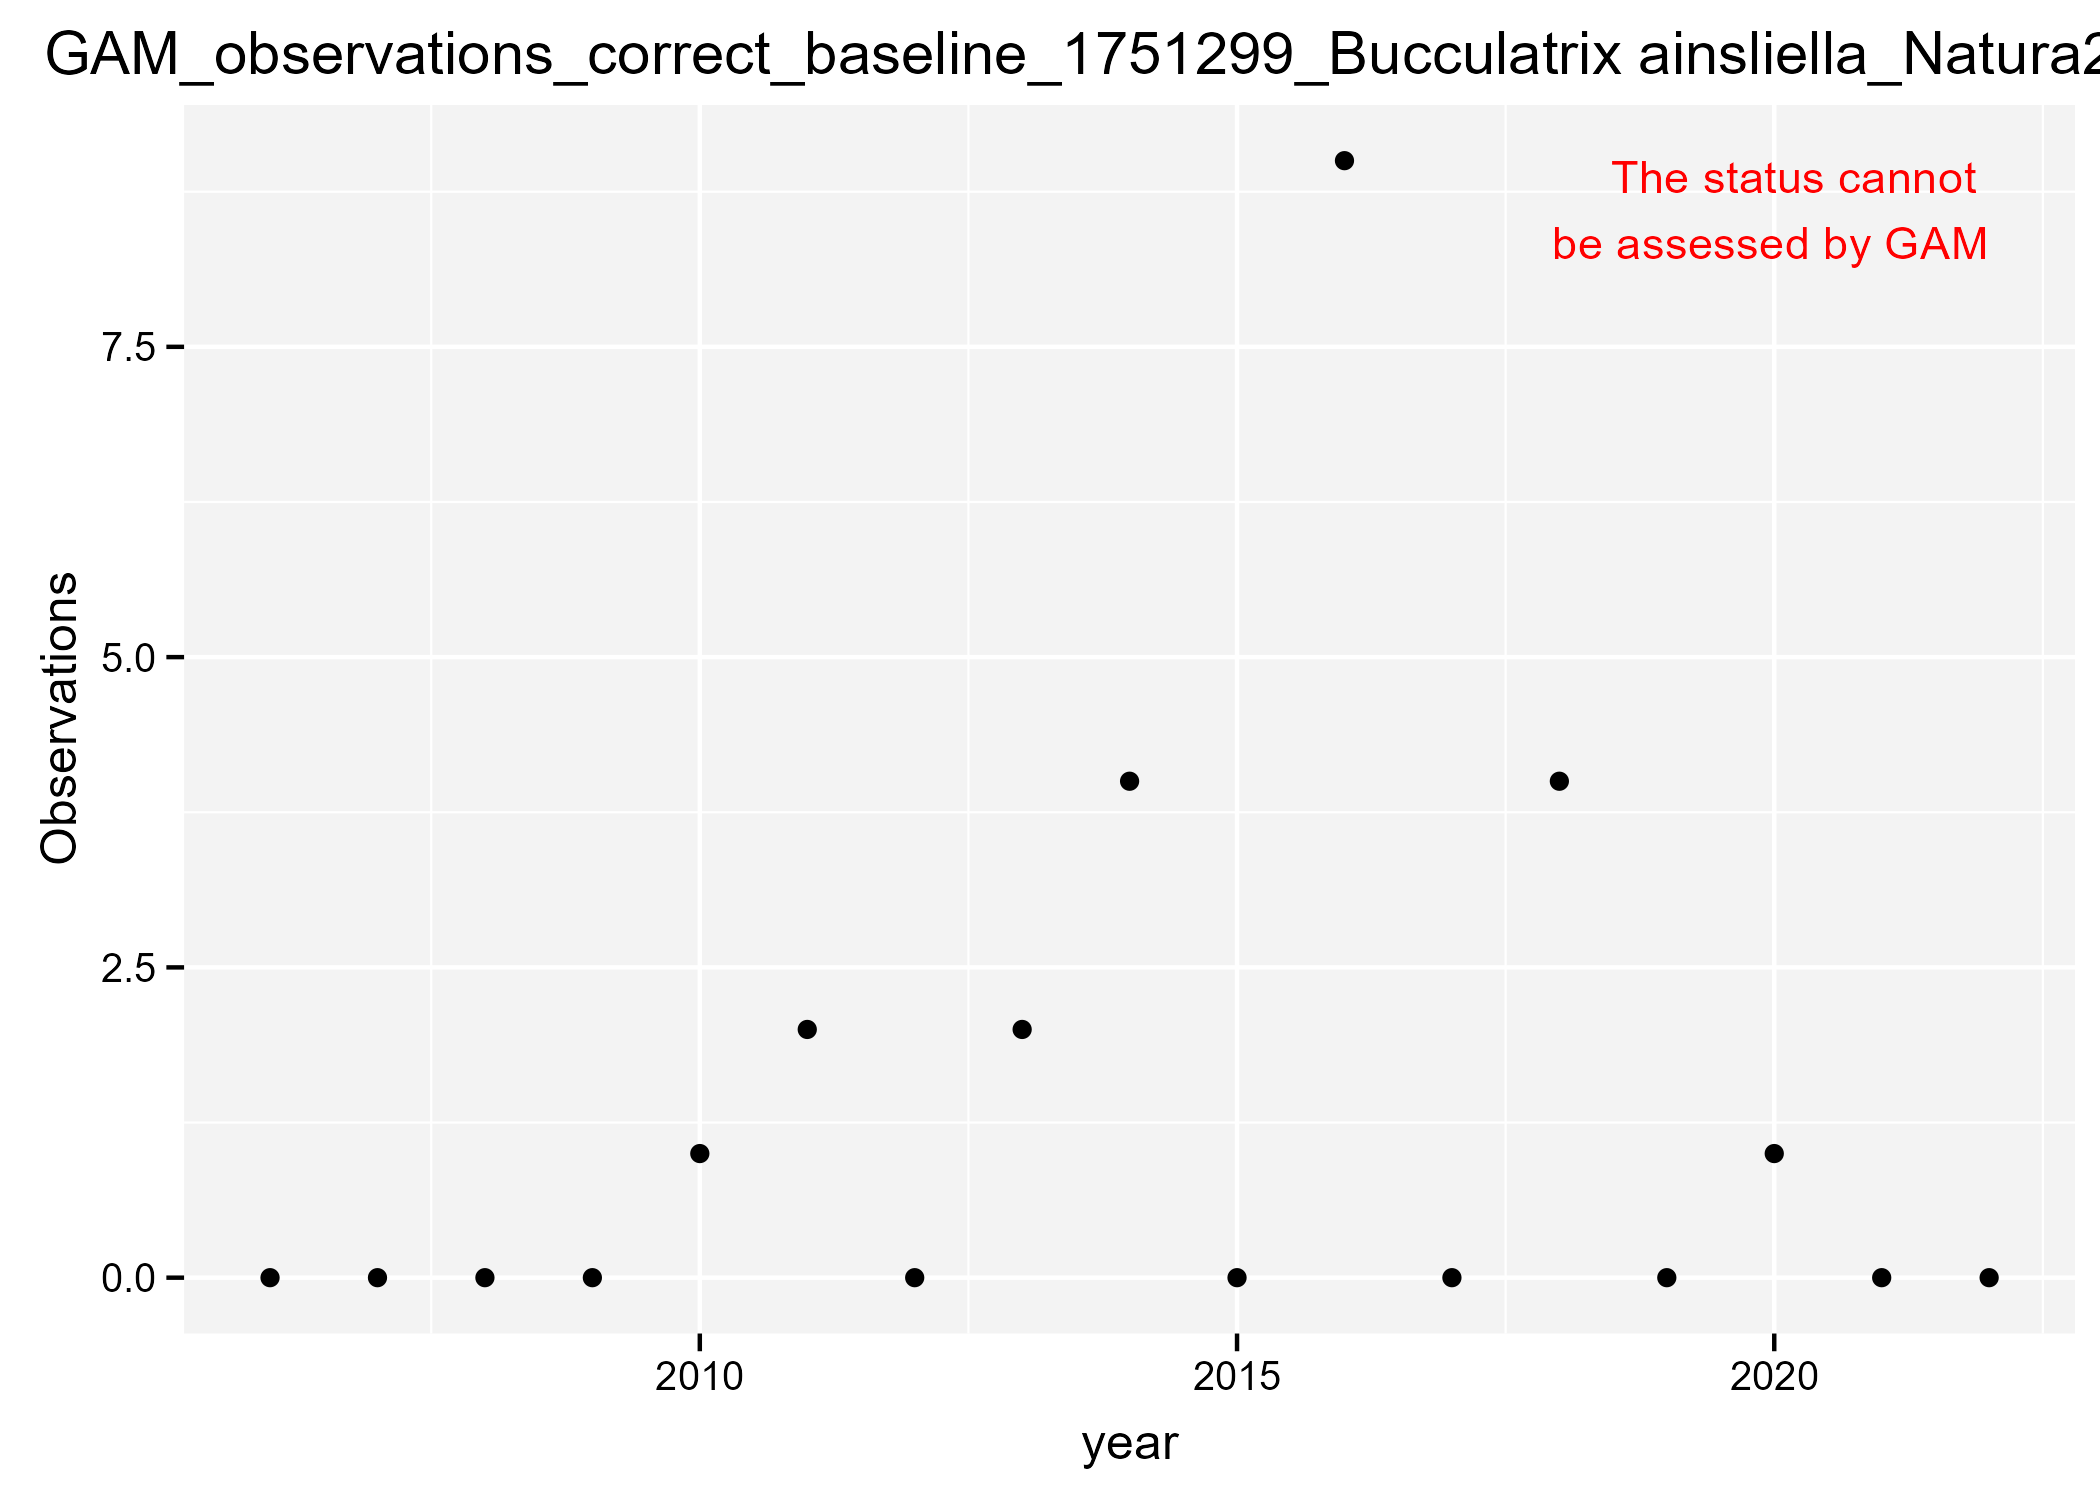 GAM_observations_correct_baseline_1751299_Bucculatrix ainsliella_Natura2
The status cannot
be assessed by GAM
7.5
5.0
2.5
0.0
Observations
2010 2015 2020
year